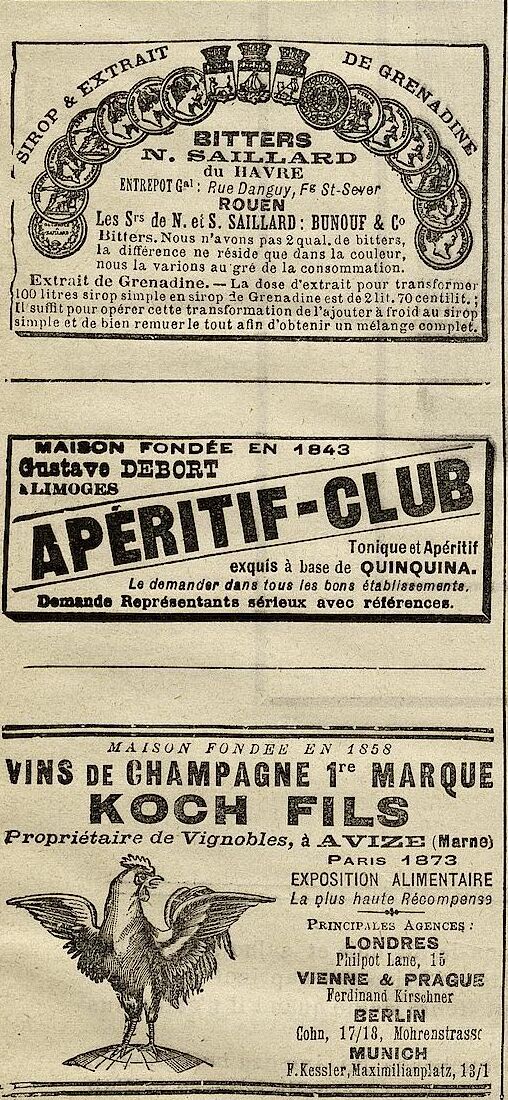 SIROP & EXTRAIT DE GRENADINE
BITTERS
N. SAILLARD
du HAVRE
ENTREPOT Gal : Rue Danguy, Fg St-Sever
ROUEN
Les Srs de N. et S. SAILLARD : BUNOUF & Co
Bitters. Nous n'avons pas 2 qual. de bitters,
la différence ne réside que dans la couleur,
nous la varions au gré de la consommation.
Extrait de Grenadine. — La dose d'extrait pour transformer
100 litres sirop simple en sirop de Grenadine est de 2 lit. 70 centilit. ;
Il suffit pour opérer cette transformation de l'ajouter à froid au sirop
simple et de bien remuer le tout afin d'obtenir un mélange complet.
MAISON FONDÉE EN 1843
Gustave DEBORT
à LIMOGES
APÉRITIF-CLUB
Tonique et Apéritif
exquis à base de QUINQUINA.
Le demander dans tous les bons établissements.
Demande Représentants sérieux avec références.
MAISON FONDEE EN 1858
VINS DE CHAMPAGNE 1re MARQUE
KOCH FILS
Propriétaire de Vignobles, à AVIZE (Marne)
PARIS 1873
EXPOSITION ALIMENTAIRE
La plus haute Récompense
PRINCIPALES AGENCES :
LONDRES
Philpot Lane, 15
VIENNE & PRAGUE
Ferdinand Kirschner
BERLIN
Cohn, 17/18, Mohrenstrasse
MUNICH
F. Kessler, Maximilianplatz, 13/1